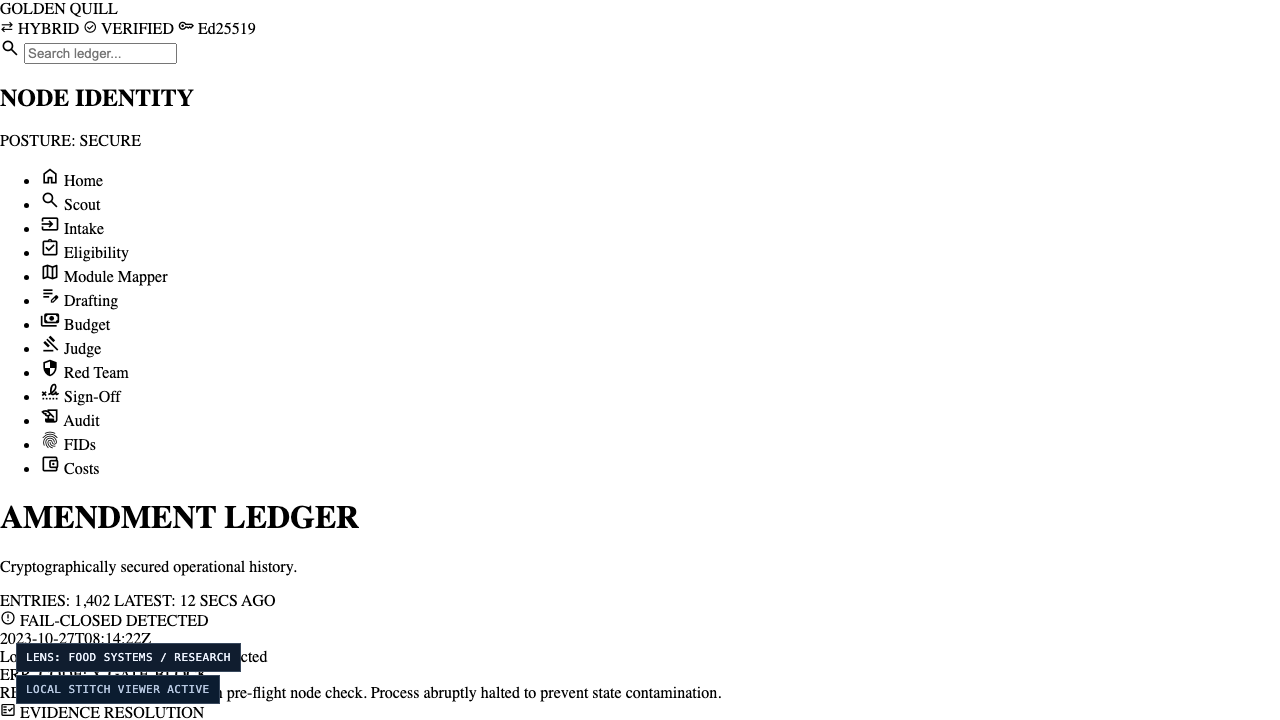 GOLDEN QUILL
HYBRID VERIFIED Ed25519
Search ledger...
NODE IDENTITY
POSTURE: SECURE
Home
Scout
Intake
Eligibility
Module Mapper
Drafting
Budget
Judge
Red Team
Sign-Off
Audit
FIDs
Costs
AMENDMENT LEDGER
Cryptographically secured operational history.
ENTRIES: 1,402 LATEST: 12 SECS AGO
FAIL-CLOSED DETECTED
2023-10-27T08:14:22Z
LENS: FOOD SYSTEMS / RESEARCH
LOCAL STITCH VIEWER ACTIVE
pre-flight node check. Process abruptly halted to prevent state contamination.
EVIDENCE RESOLUTION